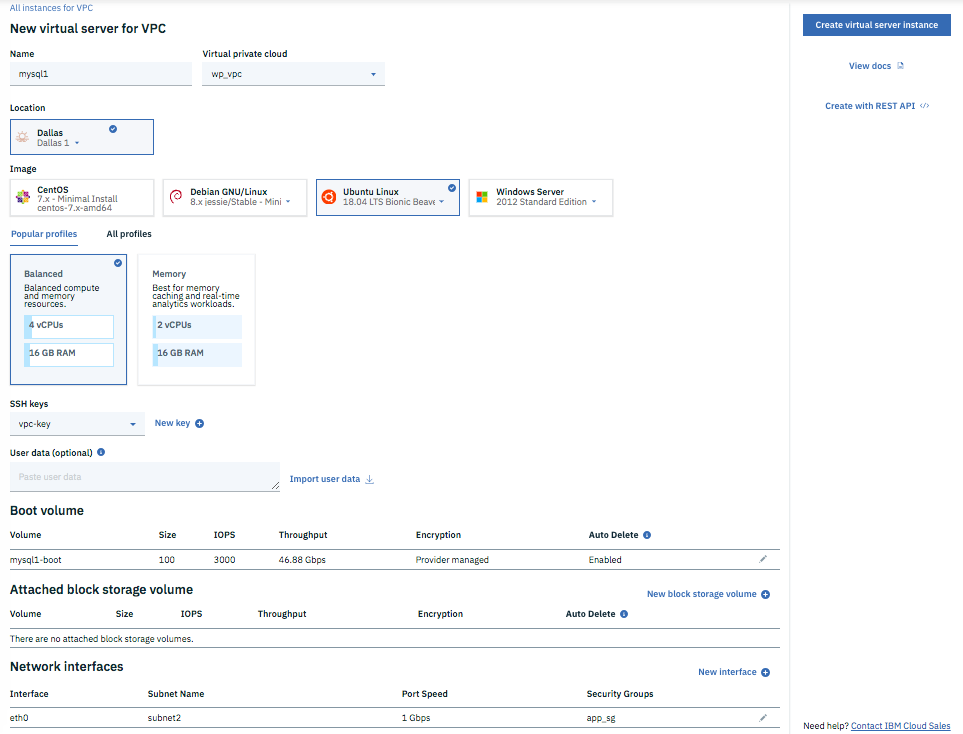 All instances for VPC
New virtual server for VPC
Create virtual server instance
View docs
Create with REST API </>
Name
Virtual private cloud
mysql1
wp_vpc
Location
Dallas
Dallas 1
Image
CentOS
7.x - Minimal Install
centos-7.x-amd64
Debian GNU/Linux
8.x jessie/Stable - Mini
Ubuntu Linux
18.04 LTS Bionic Beave
Windows Server
2012 Standard Edition
Popular profiles
All profiles
Balanced
Balanced compute
and memory
resources.
4 vCPUs
16 GB RAM
Memory
Best for memory
caching and real-time
analytics workloads.
2 vCPUs
16 GB RAM
SSH keys
vpc-key
New key
User data (optional)
Paste user data
Import user data
Boot volume
Volume Size IOPS Throughput Encryption Auto Delete
mysql1-boot 100 3000 46.88 Gbps Provider managed Enabled
Attached block storage volume
New block storage volume
Volume Size IOPS Throughput Encryption Auto Delete
There are no attached block storage volumes.
Network interfaces
New interface
Interface Subnet Name Port Speed Security Groups
eth0 subnet2 1 Gbps app_sg
Need help? Contact IBM Cloud Sales